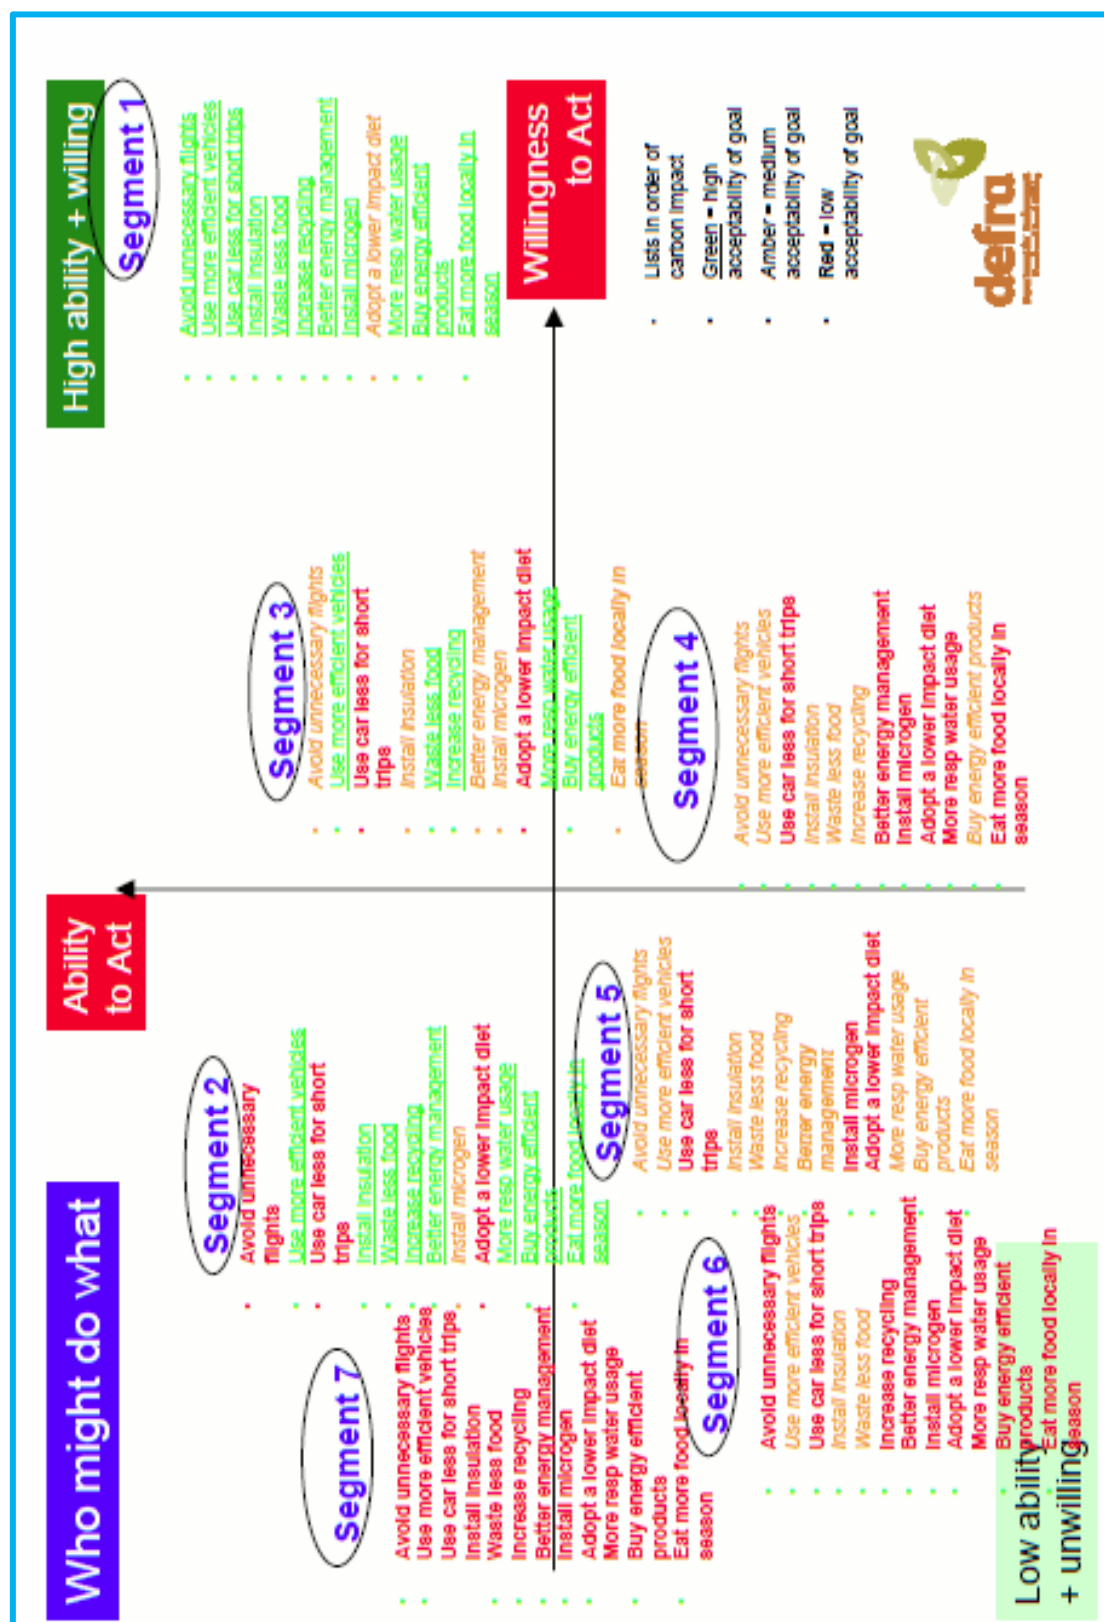 Who might do what
Ability
to Act
High ability + willing
Segment 1
Avoid unnecessary flights
Use more efficient vehicles
Use car less for short trips
Install insulation
Waste less food
Increase recycling
Better energy management
Install microgen
Adopt a lower impact diet
More resp water usage
Buy energy efficient
products
Eat more food locally in
season
Segment 2
Avoid unnecessary
flights
Use more efficient vehicles
Use car less for short
trips
Install insulation
Waste less food
Increase recycling
Better energy management
Install microgen
Adopt a lower impact diet
More resp water usage
Buy energy efficient
products
Eat more food locally in
season
Segment 3
Avoid unnecessary flights
Use more efficient vehicles
Use car less for short
trips
Install insulation
Waste less food
Increase recycling
Better energy management
Install microgen
Adopt a lower impact diet
More resp water usage
Buy energy efficient
products
Eat more food locally in
season
Segment 7
Avoid unnecessary flights
Use more efficient vehicles
Use car less for short trips
Install insulation
Waste less food
Increase recycling
Better energy management
Install microgen
Adopt a lower impact diet
More resp water usage
Buy energy efficient
products
Eat more food locally in
season
Willingness
to Act
Segment 5
Avoid unnecessary flights
Use more efficient vehicles
Use car less for short
trips
Install insulation
Waste less food
Increase recycling
Better energy
management
Install microgen
Adopt a lower impact diet
More resp water usage
Buy energy efficient
products
Eat more food locally in
season
Segment 4
Avoid unnecessary flights
Use more efficient vehicles
Use car less for short trips
Install insulation
Waste less food
Increase recycling
Better energy management
Install microgen
Adopt a lower impact diet
More resp water usage
Buy energy efficient products
Eat more food locally in
season
Segment 6
Avoid unnecessary flights
Use more efficient vehicles
Use car less for short trips
Install insulation
Waste less food
Increase recycling
Better energy management
Install microgen
Adopt a lower impact diet
More resp water usage
Buy energy efficient
products
Eat more food locally in
season
Low ability
+ unwilling
Lists in order of
carbon impact
Green = high
acceptability of goal
Amber = medium
acceptability of goal
Red = low
acceptability of goal
defra